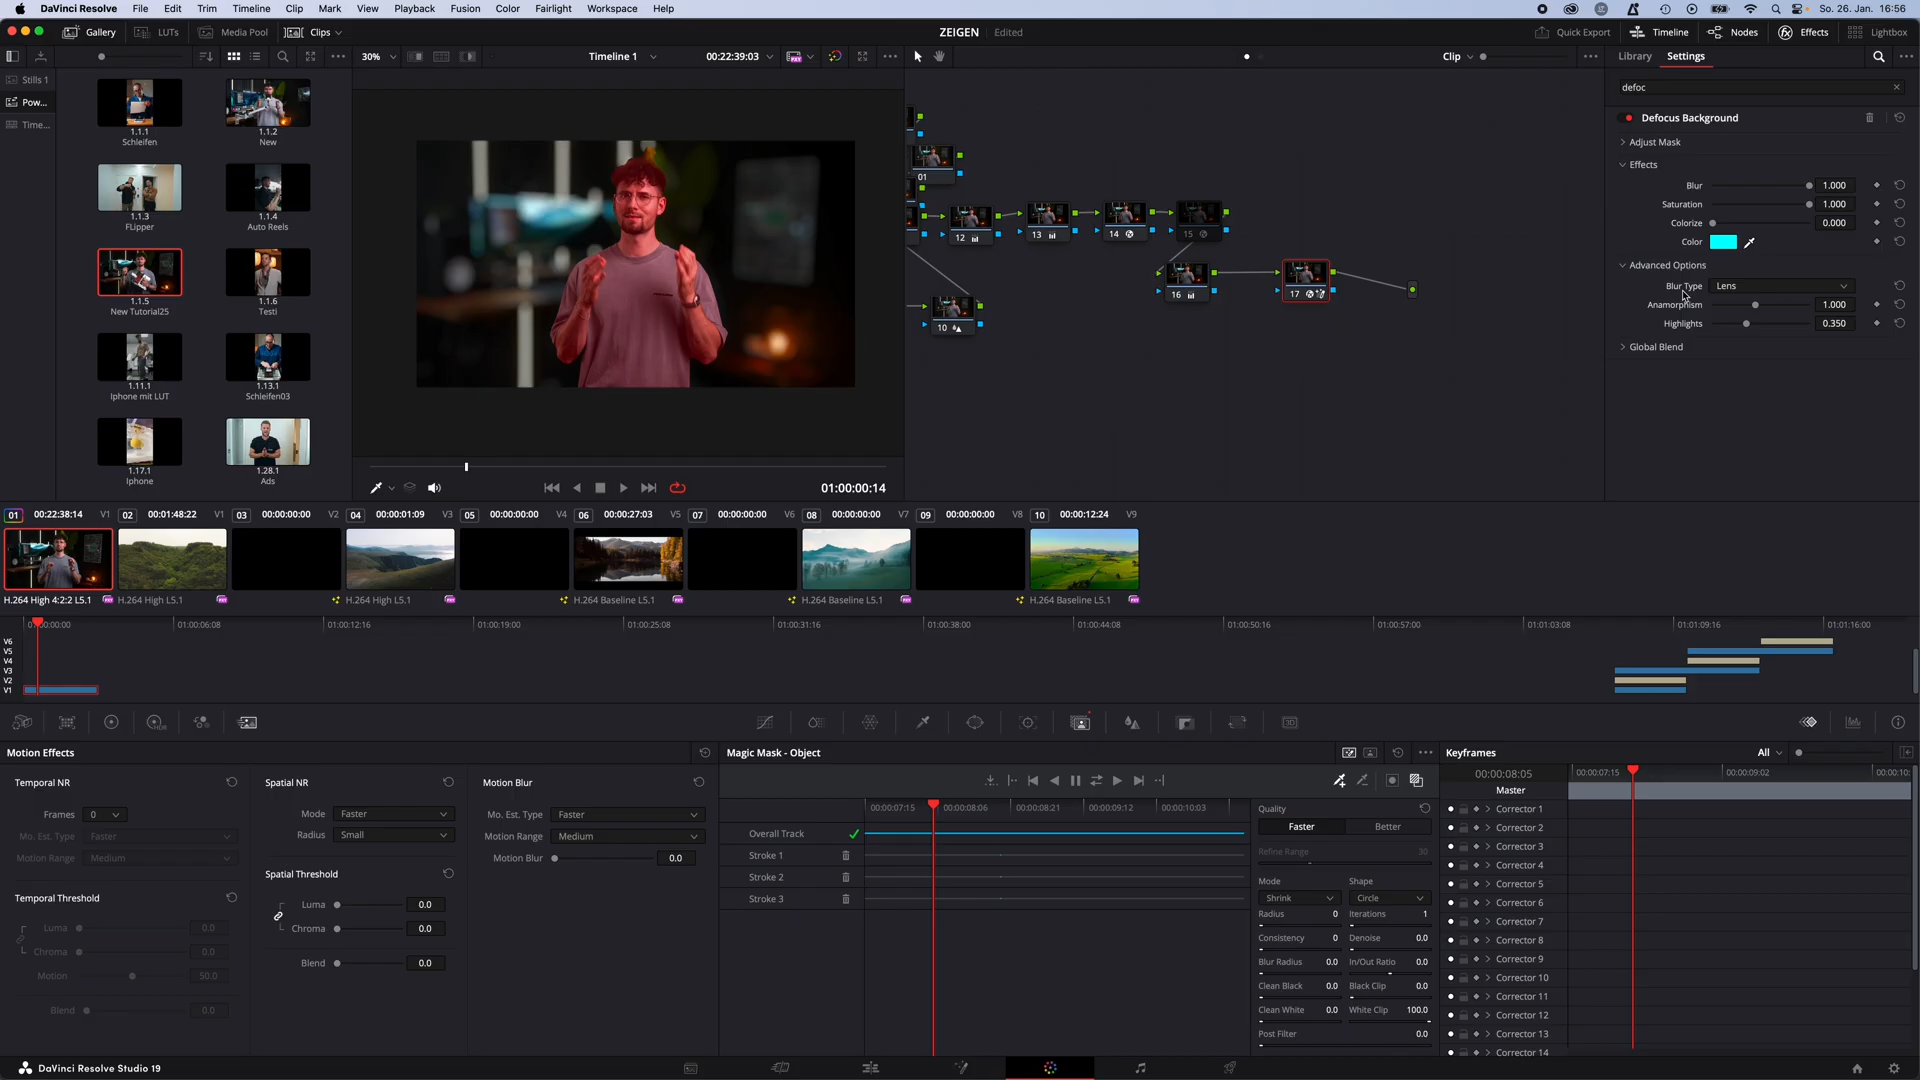 DaVinci Resolve File Edit Trim Timeline Clip Mark View Playback Fusion Color Fairlight Workspace Help So. 26. Jan. 16:56
Gallery LUTs Media Pool Clips ZEIGEN Edited Quick Export Timeline Nodes Effects Lightbox
30% Timeline 1 00:22:39:03 Clip Library Settings
Stills 1
Pow...
Time...
1.1.1 1.1.2
Schleifen New
1.1.3 1.1.4
FLipper Auto Reels
1.1.5 1.1.6
New Tutorial25 Testi
1.11.1 1.13.1
Iphone mit LUT Schleifen03
1.17.1 1.28.1
Iphone Ads
01:00:00:14
01
12 13 14 15
16 17
10
defoc
Defocus Background
Adjust Mask
Effects
Blur 1.000
Saturation 1.000
Colorize 0.000
Color
Advanced Options
Blur Type Lens
Anamorphism 1.000
Highlights 0.350
Global Blend
01 00:22:38:14 V1 02 00:01:48:22 V1 03 00:00:00:00 V2 04 00:00:01:09 V3 05 00:00:00:00 V4 06 00:00:27:03 V5 07 00:00:00:00 V6 08 00:00:00:00 V7 09 00:00:00:00 V8 10 00:00:12:24 V9
H.264 High 4:2:2 L5.1 H.264 High L5.1 H.264 High L5.1 H.264 Baseline L5.1 H.264 Baseline L5.1 H.264 Baseline L5.1
01:00:06:08 01:00:12:16 01:00:19:00 01:00:25:08 01:00:31:16 01:00:38:00 01:00:44:08 01:00:50:16 01:00:57:00 01:01:03:08 01:01:09:16 01:01:16:00
V6
V5
V4
V3
V2
V1
Motion Effects
Temporal NR
Frames 0
Mo. Est. Type Faster
Motion Range Medium
Temporal Threshold
Luma 0.0
Chroma 0.0
Motion 50.0
Blend 0.0
Spatial NR
Mode Faster
Radius Small
Spatial Threshold
Luma 0.0
Chroma 0.0
Blend 0.0
Motion Blur
Mo. Est. Type Faster
Motion Range Medium
Motion Blur 0.0
Magic Mask - Object
00:00:07:15 00:00:08:06 00:00:08:21 00:00:09:12 00:00:10:03
Overall Track
Stroke 1
Stroke 2
Stroke 3
Quality
Faster Better
Refine Range 30
Mode Shape
Shrink Circle
Radius 0 Iterations 1
Consistency 0 Denoise 0.0
Blur Radius 0.0 In/Out Ratio 0.0
Clean Black 0.0 Black Clip 0.0
Clean White 0.0 White Clip 100.0
Post Filter 0.0
Keyframes All
00:00:08:05 00:00:07:15 00:00:09:02 00:00:10:
Master
Corrector 1
Corrector 2
Corrector 3
Corrector 4
Corrector 5
Corrector 6
Corrector 7
Corrector 8
Corrector 9
Corrector 10
Corrector 11
Corrector 12
Corrector 13
Corrector 14
DaVinci Resolve Studio 19